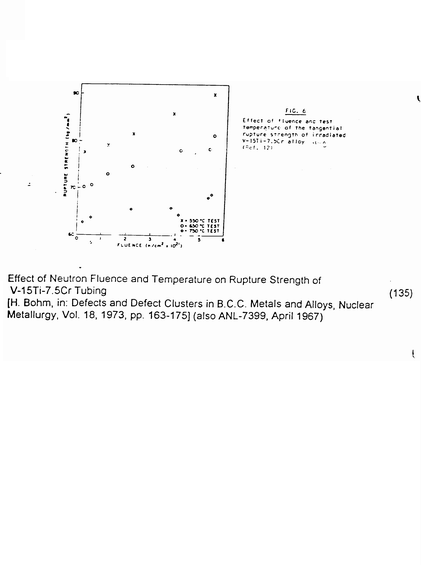 90
80
70
60
RUPTURE STRENGTH (kg/mm²)
0 1 2 3 4 5 6
FLUENCE (n/cm² x 10²¹)
X = 550 °C TEST
O = 650 °C TEST
= 750 °C TEST
FIG. 6
Effect of fluence and test
temperature of the tangential
rupture strength of irradiated
V-15Ti-7.5Cr alloy
(Ref. 12)
Effect of Neutron Fluence and Temperature on Rupture Strength of
V-15Ti-7.5Cr Tubing
(135)
[H. Bohm, in: Defects and Defect Clusters in B.C.C. Metals and Alloys, Nuclear
Metallurgy, Vol. 18, 1973, pp. 163-175] (also ANL-7399, April 1967)